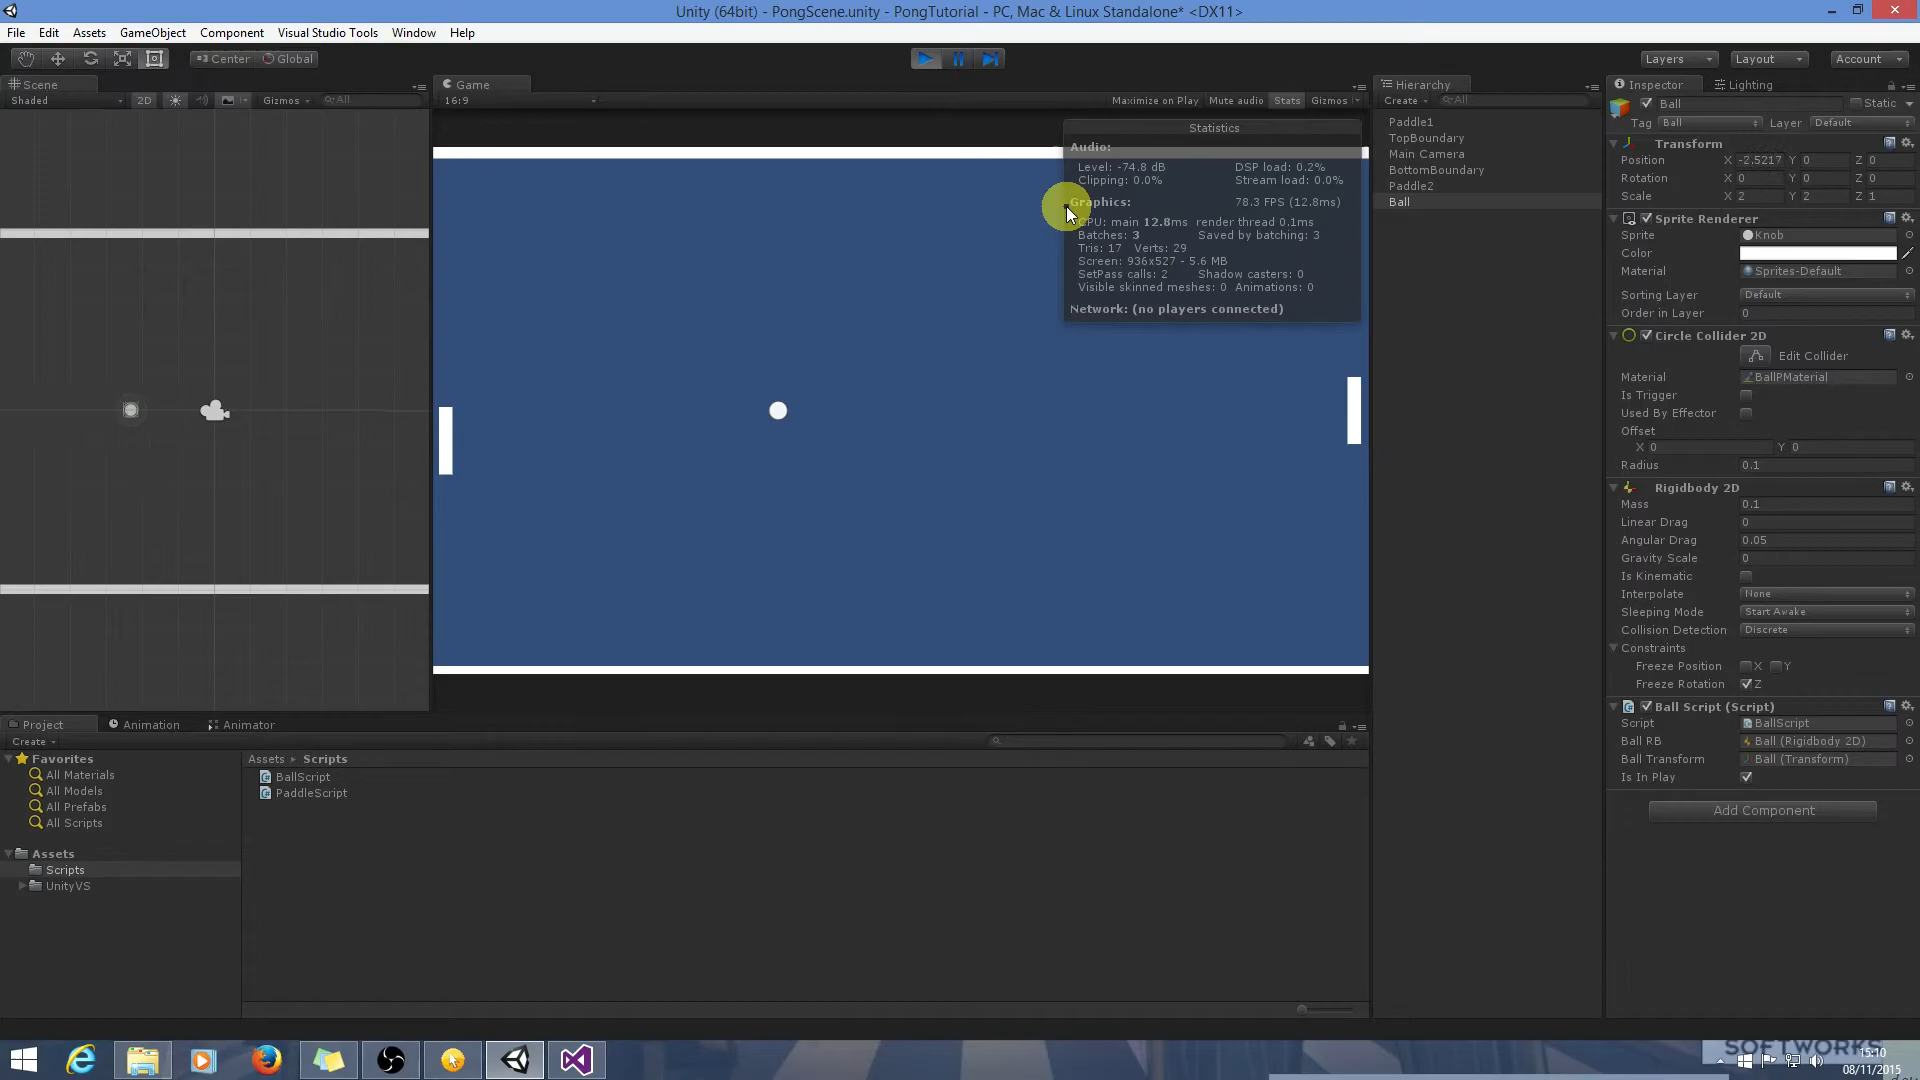 Unity (64bit) - PongScene.unity - PongTutorial - PC, Mac & Linux Standalone* <DX11>
File Edit Assets GameObject Component Visual Studio Tools Window Help
Center Global
Layers Layout Account
Scene
Shaded 2D Gizmos All
Game
16:9 Maximize on Play Mute audio Stats Gizmos
Statistics
Audio:
Level: -74.8 dB DSP load: 0.2%
Clipping: 0.0% Stream load: 0.0%
Graphics: 78.3 FPS (12.8ms)
CPU: main 12.8ms render thread 0.1ms
Batches: 3 Saved by batching: 3
Tris: 17 Verts: 29
Screen: 936x527 - 5.6 MB
SetPass calls: 2 Shadow casters: 0
Visible skinned meshes: 0 Animations: 0
Network: (no players connected)
Hierarchy
Create All
Paddle1
TopBoundary
Main Camera
BottomBoundary
Paddle2
Ball
Inspector Lighting
Ball Static
Tag Ball Layer Default
Transform
Position X -2.5217 Y 0 Z 0
Rotation X 0 Y 0 Z 0
Scale X 2 Y 2 Z 1
Sprite Renderer
Sprite Knob
Color
Material Sprites-Default
Sorting Layer Default
Order in Layer 0
Circle Collider 2D
Edit Collider
Material BallPMaterial
Is Trigger
Used By Effector
Offset
X 0 Y 0
Radius 0.1
Rigidbody 2D
Mass 0.1
Linear Drag 0
Angular Drag 0.05
Gravity Scale 0
Is Kinematic
Interpolate None
Sleeping Mode Start Awake
Collision Detection Discrete
Constraints
Freeze Position X Y
Freeze Rotation Z
Ball Script (Script)
Script BallScript
Ball RB Ball (Rigidbody 2D)
Ball Transform Ball (Transform)
Is In Play
Add Component
Project Animation Animator
Create
Favorites
All Materials
All Models
All Prefabs
All Scripts
Assets
Scripts
UnityVS
Assets Scripts
BallScript
PaddleScript
SOFTWORKS
15:10
08/11/2015